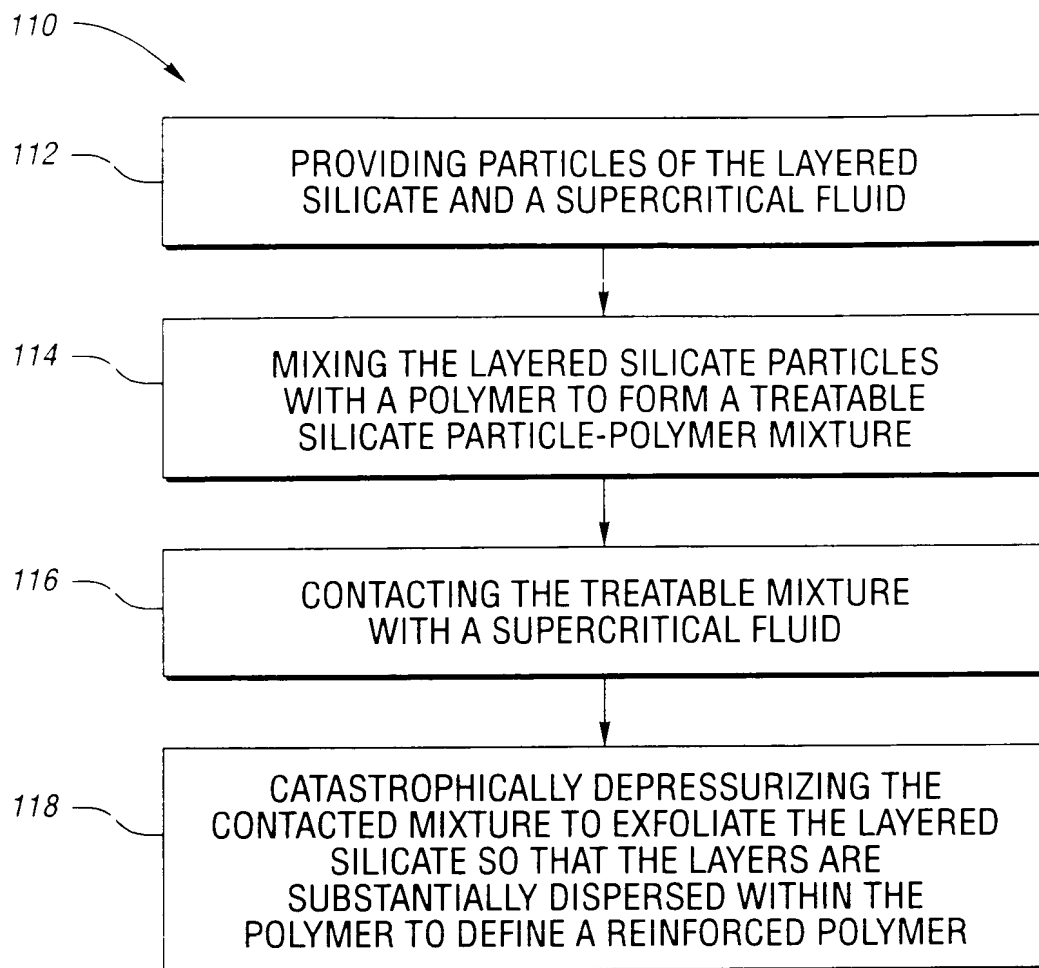 110
112
PROVIDING PARTICLES OF THE LAYERED
SILICATE AND A SUPERCRITICAL FLUID
114
MIXING THE LAYERED SILICATE PARTICLES
WITH A POLYMER TO FORM A TREATABLE
SILICATE PARTICLE-POLYMER MIXTURE
116
CONTACTING THE TREATABLE MIXTURE
WITH A SUPERCRITICAL FLUID
118
CATASTROPHICALLY DEPRESSURIZING THE
CONTACTED MIXTURE TO EXFOLIATE THE LAYERED
SILICATE SO THAT THE LAYERS ARE
SUBSTANTIALLY DISPERSED WITHIN THE
POLYMER TO DEFINE A REINFORCED POLYMER